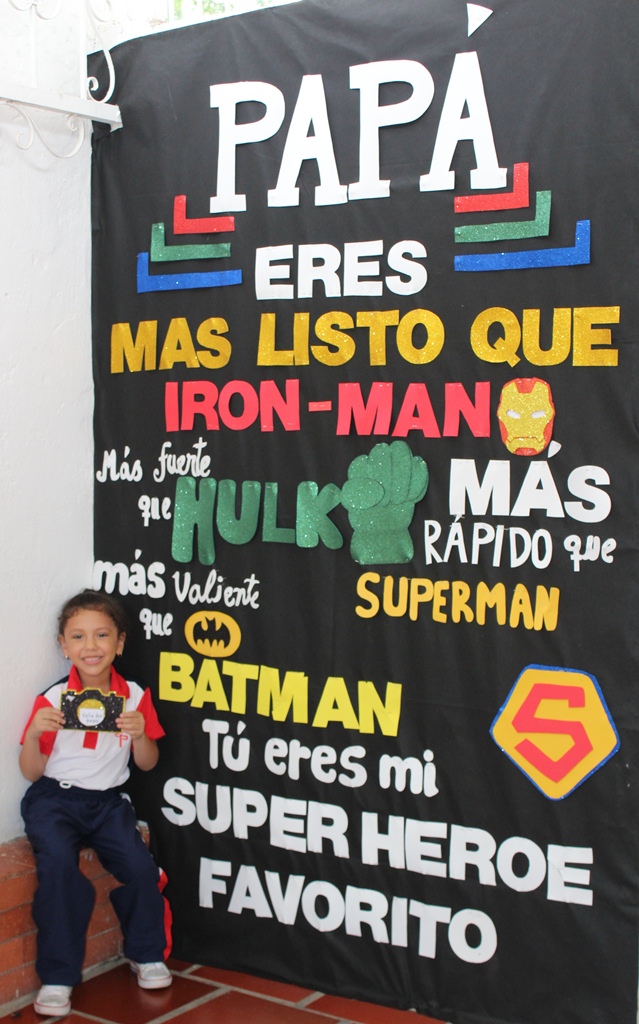 PAPÁ
ERES
MAS LISTO QUE
IRON-MAN
Más fuente que
HULK
MÁS
RÁPIDO que
SUPERMAN
más Valiente que
BATMAN
Tú eres mi
SUPER HEROE
FAVORITO